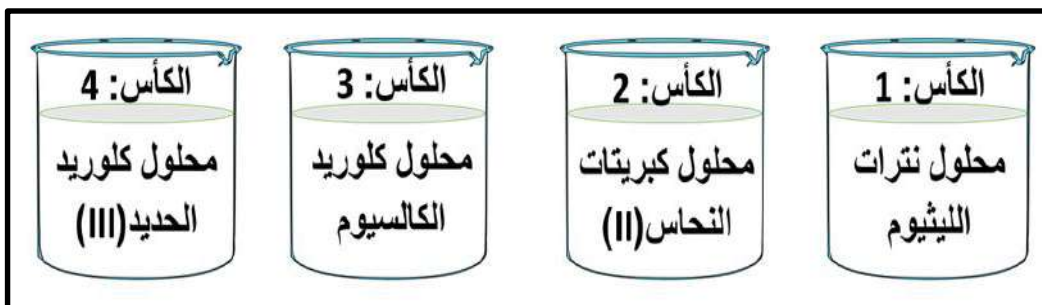 الكأس: 1
محلول نترات
الليثيوم
الكأس: 2
محلول كبريتات
النحاس(II)
الكأس: 3
محلول كلوريد
الكالسيوم
الكأس: 4
محلول كلوريد
الحديد(III)